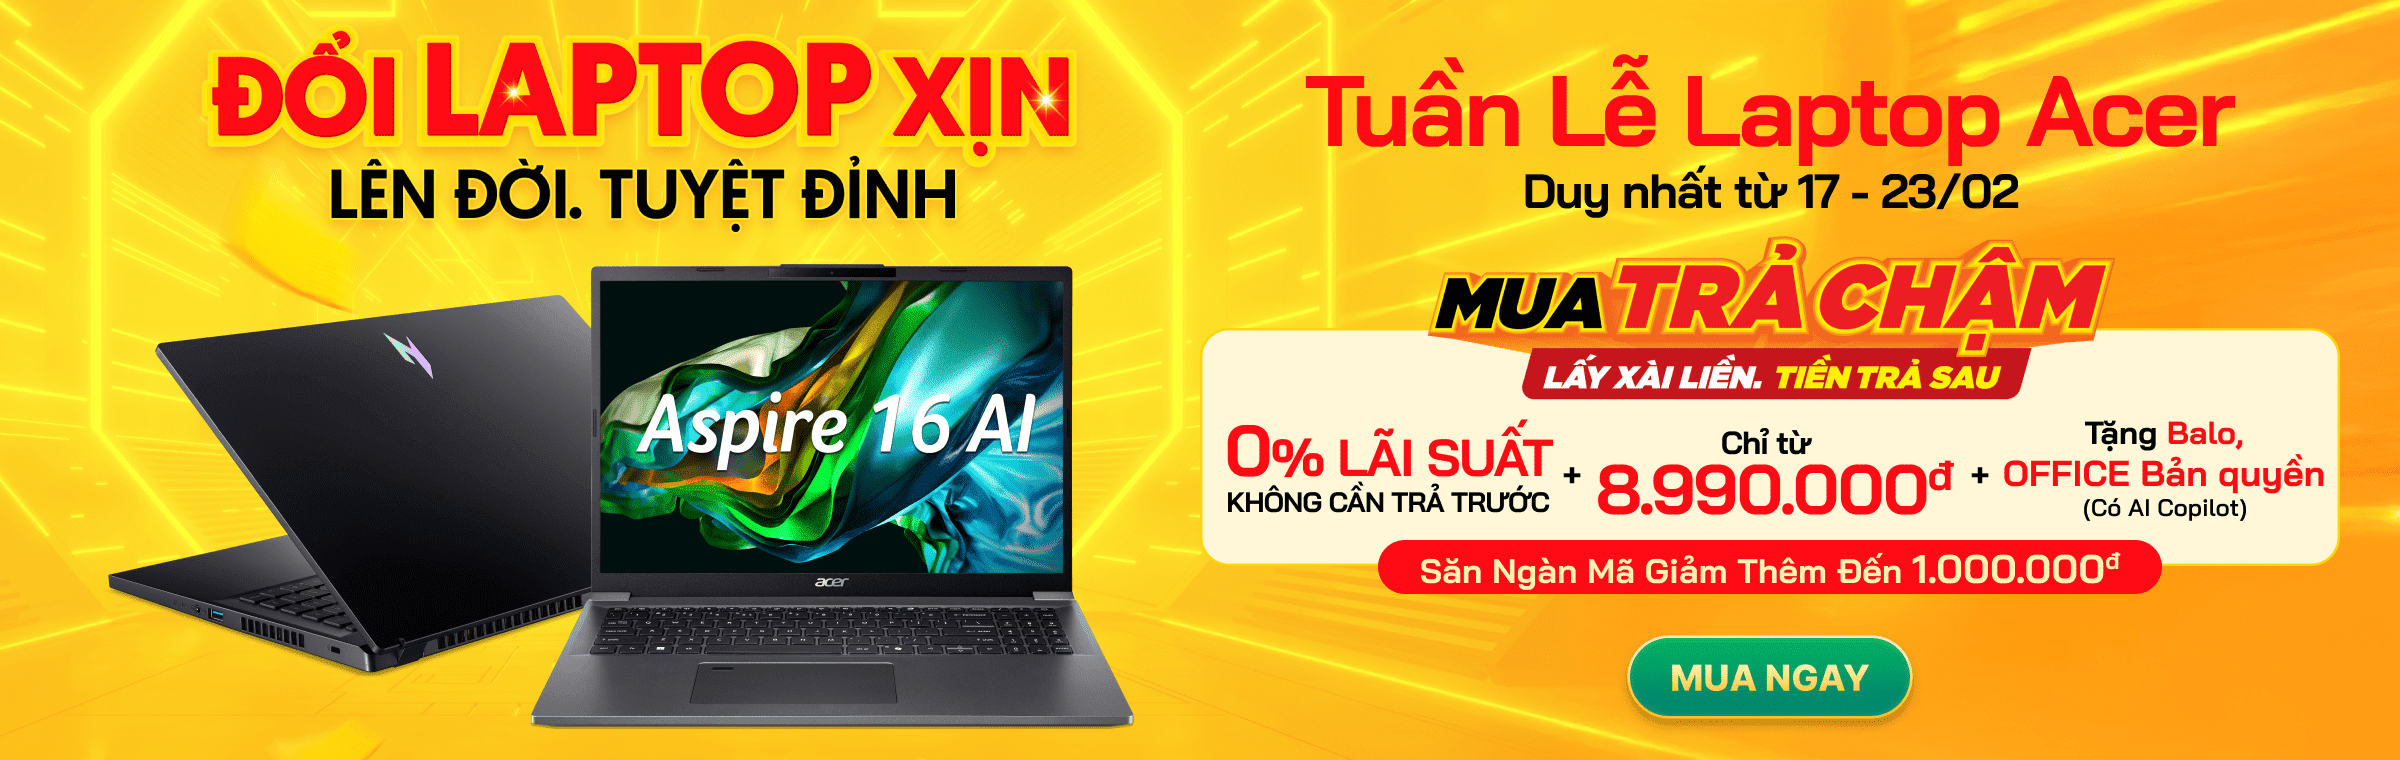 ĐỔI LAPTOP XỊN
LÊN ĐỜI. TUYỆT ĐỈNH
Aspire 16 AI
acer
Tuần Lễ Laptop Acer
Duy nhất từ 17 - 23/02
MUA TRẢ CHẬM
LẤY XÀI LIỀN. TIỀN TRẢ SAU
0% LÃI SUẤT
KHÔNG CẦN TRẢ TRƯỚC
+
Chỉ từ
8.990.000đ
+
Tặng Balo,
OFFICE Bản quyền
(Có AI Copilot)
Săn Ngàn Mã Giảm Thêm Đến 1.000.000đ
MUA NGAY